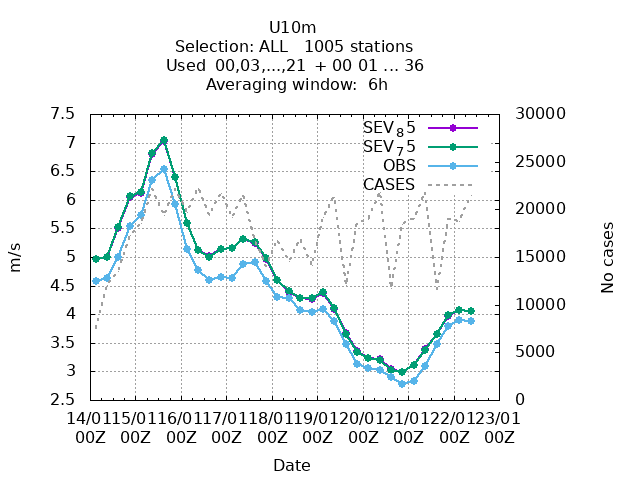 U10m
Selection: ALL   1005 stations
Used  00,03,...,21  + 00 01 ... 36
Averaging window:  6h
7.5
7
6.5
6
5.5
5
4.5
4
3.5
3
2.5
m/s
30000
25000
20000
15000
10000
5000
0
No cases
SEV₈5
SEV₇5
OBS
CASES
14/01 15/01 16/01 17/01 18/01 19/01 20/01 21/01 22/01 23/01
00Z 00Z 00Z 00Z 00Z 00Z 00Z 00Z 00Z 00Z
Date